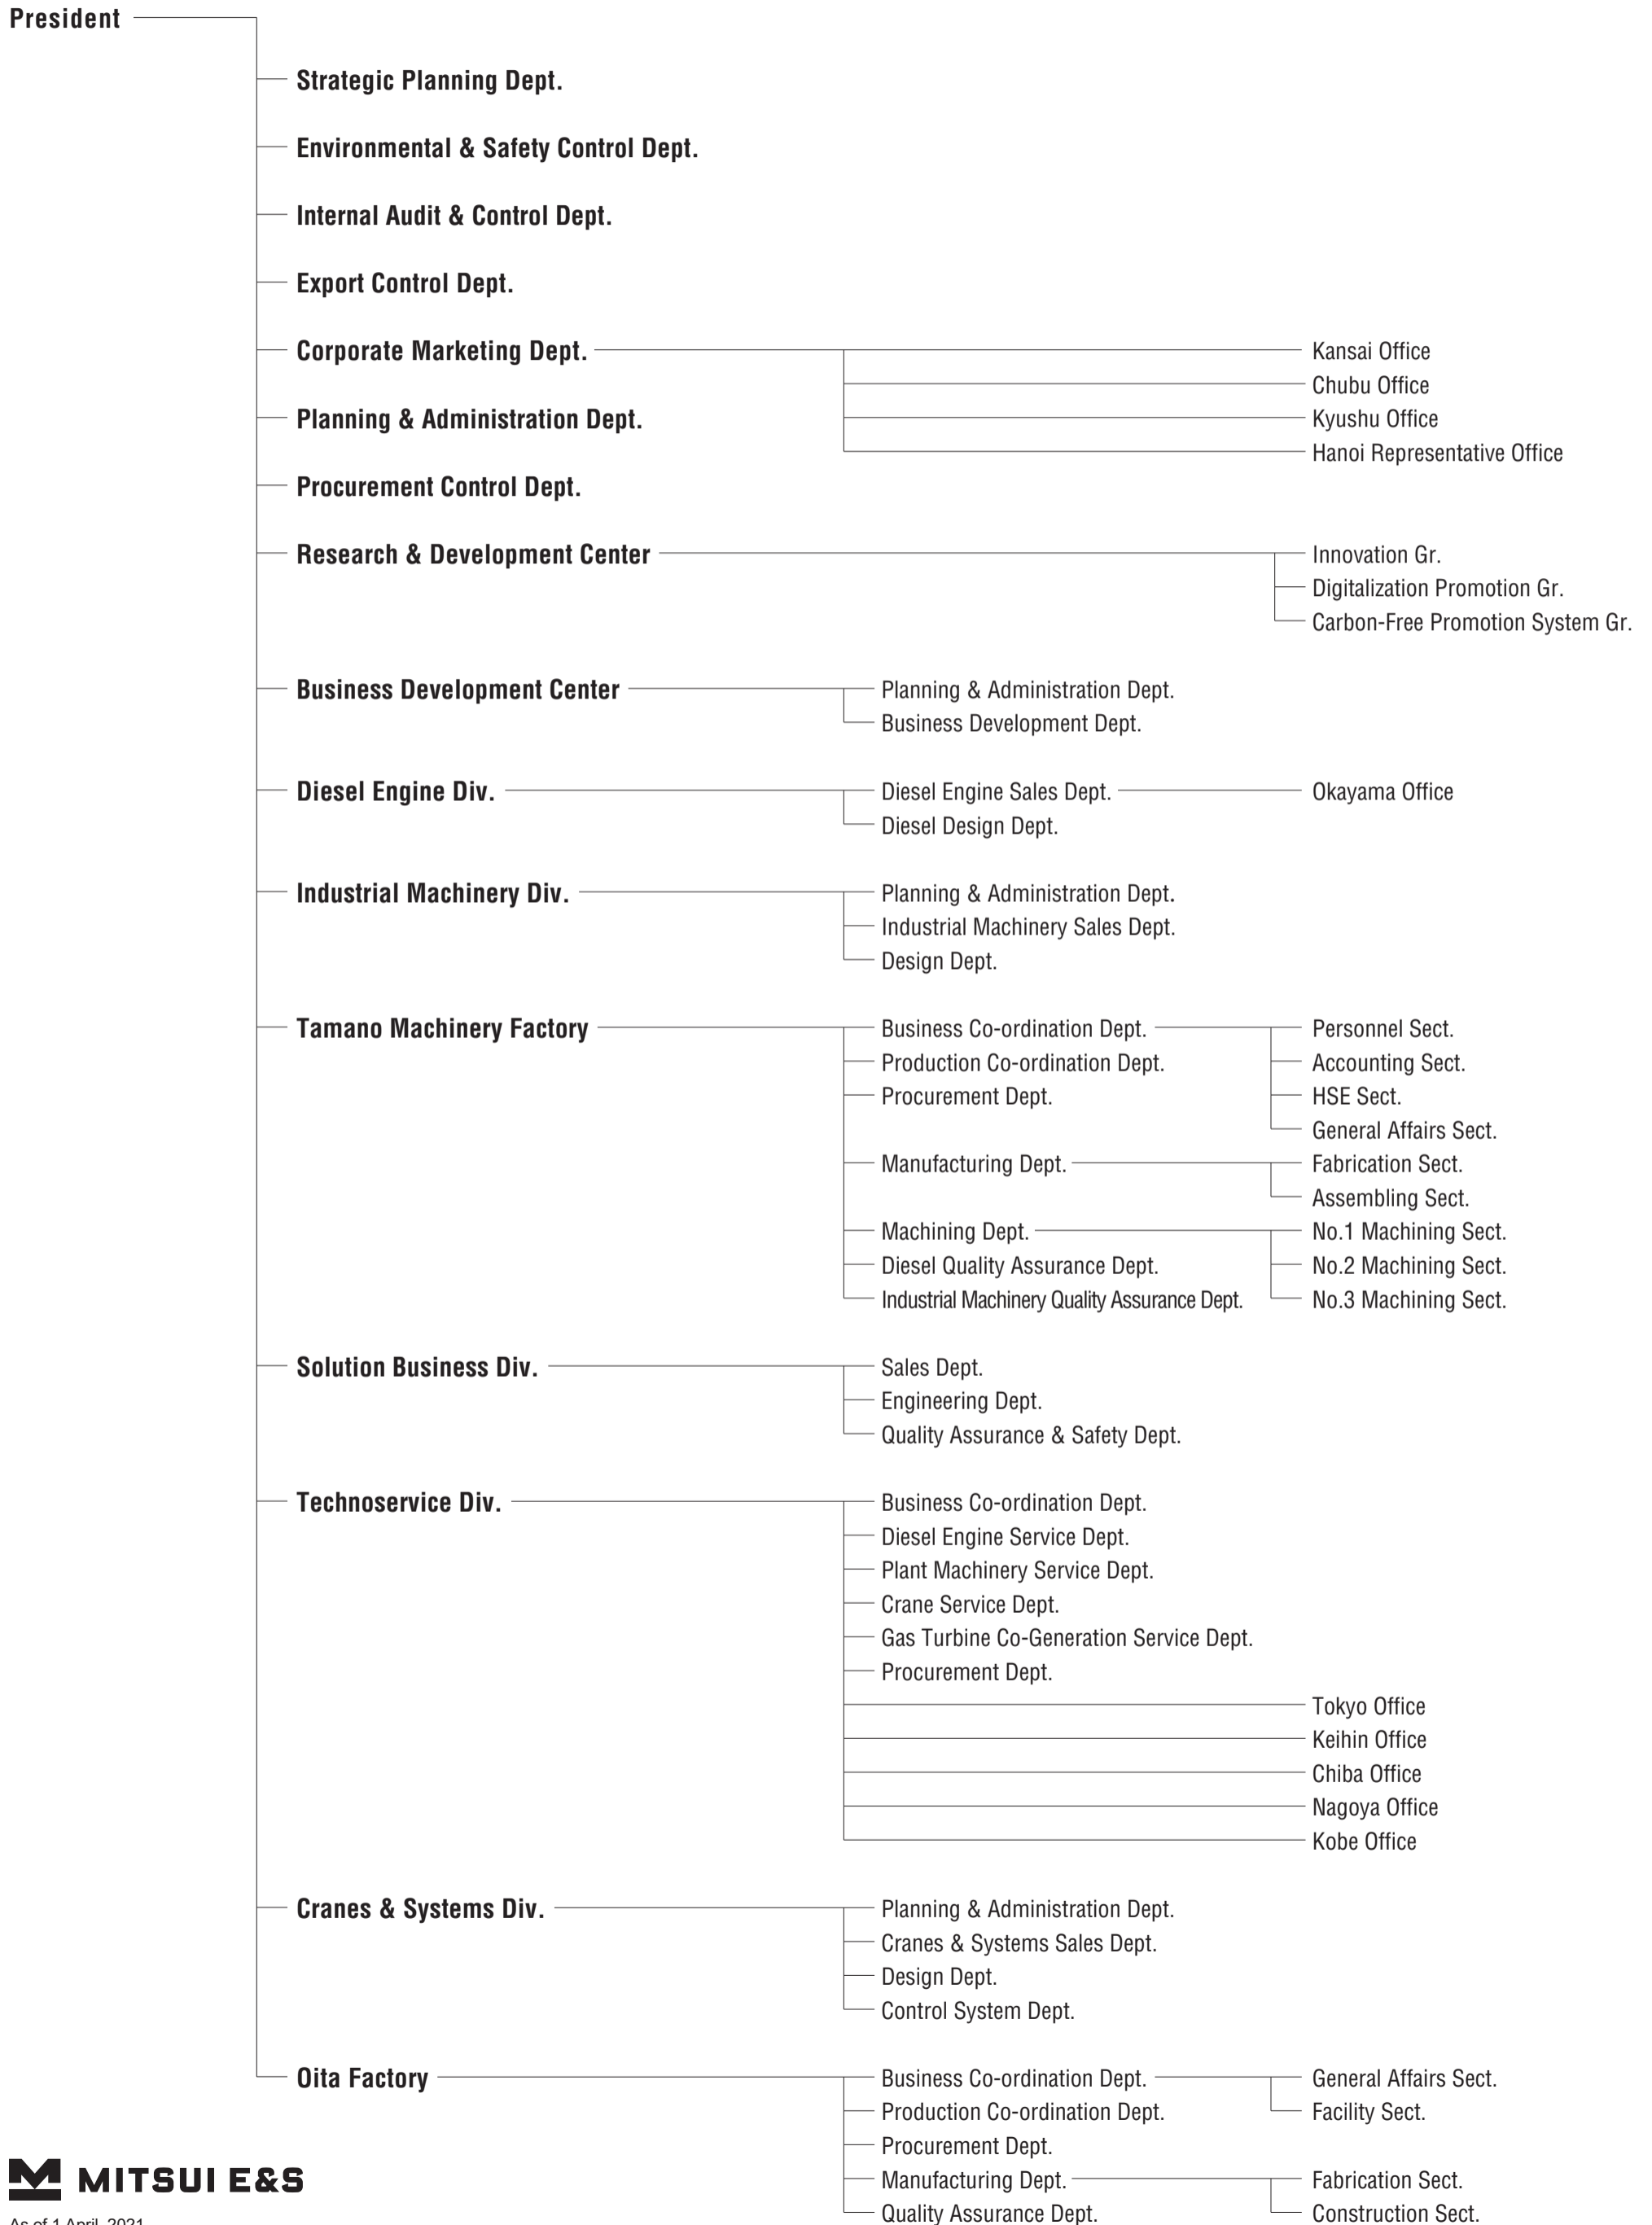 President
Strategic Planning Dept.
Environmental & Safety Control Dept.
Internal Audit & Control Dept.
Export Control Dept.
Corporate Marketing Dept.
Kansai Office
Chubu Office
Planning & Administration Dept.
Kyushu Office
Hanoi Representative Office
Procurement Control Dept.
Research & Development Center
Innovation Gr.
Digitalization Promotion Gr.
Carbon-Free Promotion System Gr.
Business Development Center
Planning & Administration Dept.
Business Development Dept.
Diesel Engine Div.
Diesel Engine Sales Dept.
Okayama Office
Diesel Design Dept.
Industrial Machinery Div.
Planning & Administration Dept.
Industrial Machinery Sales Dept.
Design Dept.
Tamano Machinery Factory
Business Co-ordination Dept.
Personnel Sect.
Production Co-ordination Dept.
Accounting Sect.
Procurement Dept.
HSE Sect.
General Affairs Sect.
Manufacturing Dept.
Fabrication Sect.
Assembling Sect.
Machining Dept.
No.1 Machining Sect.
Diesel Quality Assurance Dept.
No.2 Machining Sect.
Industrial Machinery Quality Assurance Dept.
No.3 Machining Sect.
Solution Business Div.
Sales Dept.
Engineering Dept.
Quality Assurance & Safety Dept.
Technoservice Div.
Business Co-ordination Dept.
Diesel Engine Service Dept.
Plant Machinery Service Dept.
Crane Service Dept.
Gas Turbine Co-Generation Service Dept.
Procurement Dept.
Tokyo Office
Keihin Office
Chiba Office
Nagoya Office
Kobe Office
Cranes & Systems Div.
Planning & Administration Dept.
Cranes & Systems Sales Dept.
Design Dept.
Control System Dept.
Oita Factory
Business Co-ordination Dept.
General Affairs Sect.
Production Co-ordination Dept.
Facility Sect.
Procurement Dept.
Manufacturing Dept.
Fabrication Sect.
Quality Assurance Dept.
Construction Sect.
MITSUI E&S
As of 1 April, 2021